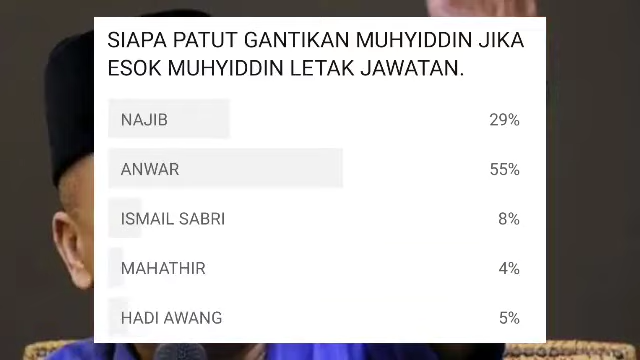 SIAPA PATUT GANTIKAN MUHYIDDIN JIKA
ESOK MUHYIDDIN LETAK JAWATAN.
NAJIB 29%
ANWAR 55%
ISMAIL SABRI 8%
MAHATHIR 4%
HADI AWANG 5%